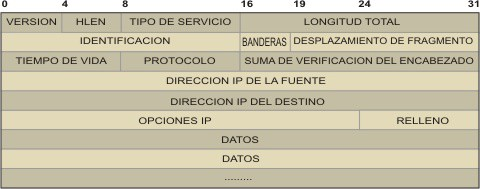 0 4 8 16 19 24 31
VERSION HLEN TIPO DE SERVICIO LONGITUD TOTAL
IDENTIFICACION BANDERAS DESPLAZAMIENTO DE FRAGMENTO
TIEMPO DE VIDA PROTOCOLO SUMA DE VERIFICACION DEL ENCABEZADO
DIRECCION IP DE LA FUENTE
DIRECCION IP DEL DESTINO
OPCIONES IP RELLENO
DATOS
DATOS
.........